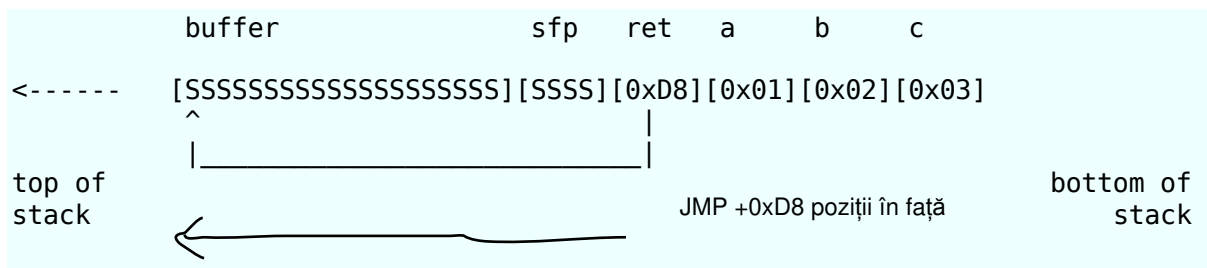 buffer sfp ret a b c
<------ [SSSSSSSSSSSSSSSSSSSS][SSSS][0xD8][0x01][0x02][0x03]
^ |
|____________________________|
top of bottom of
stack JMP +0xD8 poziții în față stack